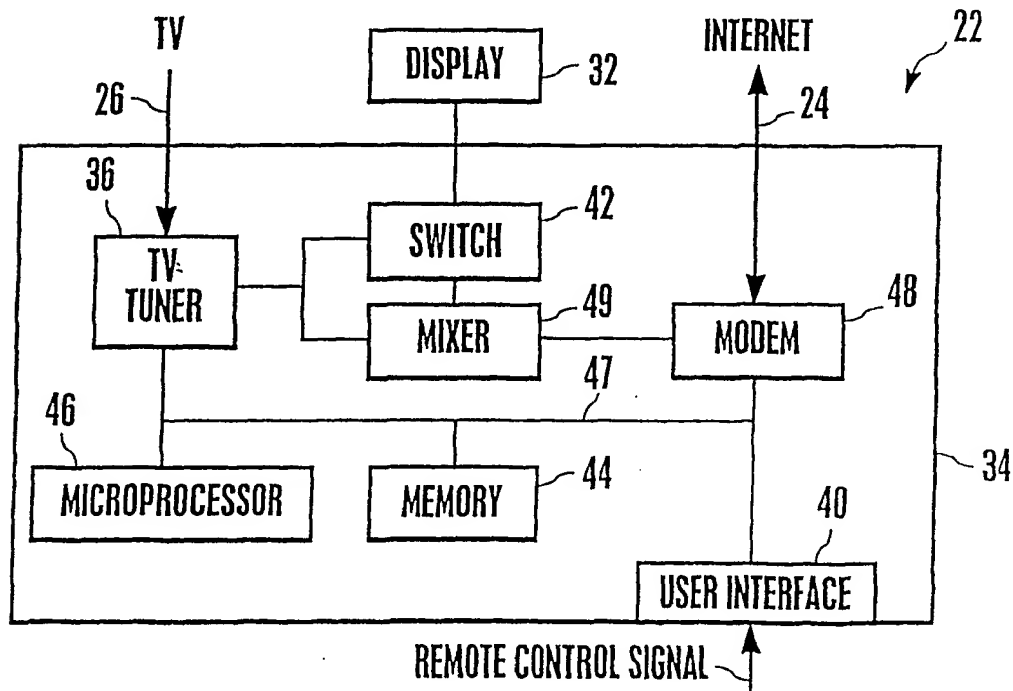 TV
DISPLAY
32
INTERNET
22
26
24
36
TV
TUNER
42
SWITCH
49
MIXER
48
MODEM
47
46
MICROPROCESSOR
44
MEMORY
34
40
USER INTERFACE
REMOTE CONTROL SIGNAL